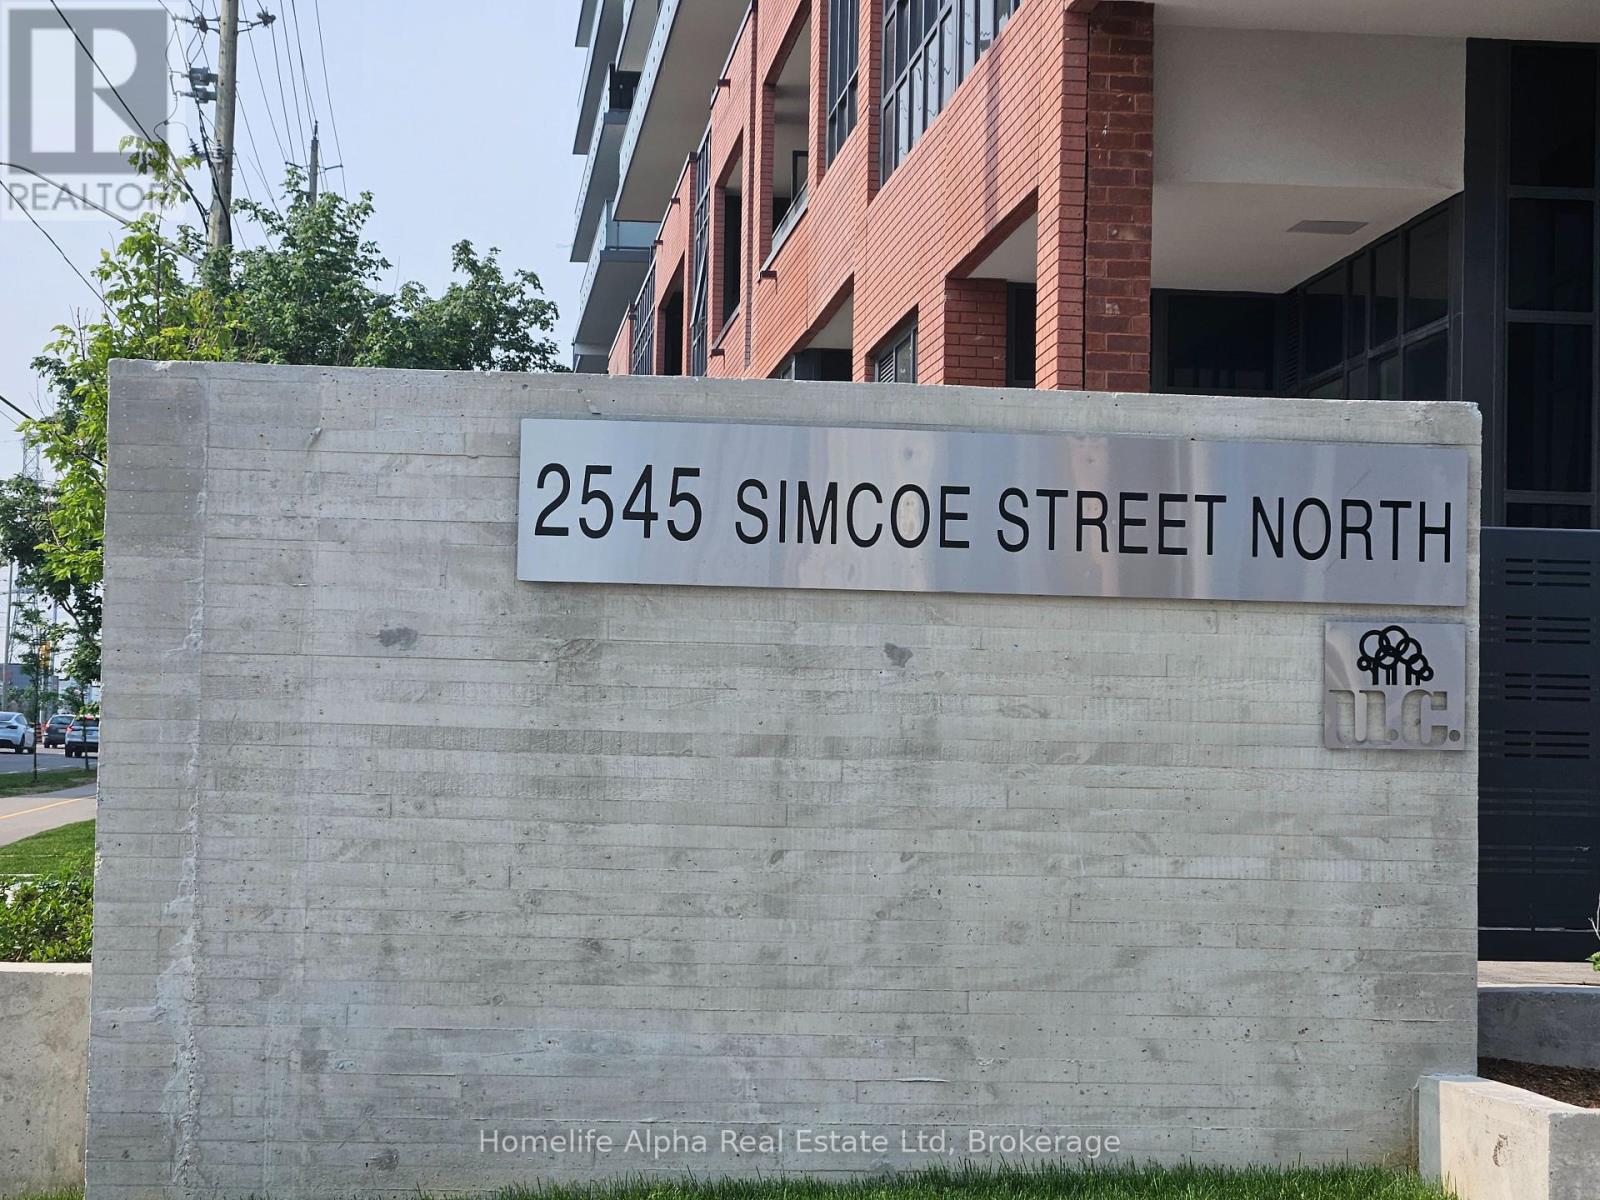 REALTOR
2545 SIMCOE STREET NORTH
U.C.
Homelife Alpha Real Estate Ltd, Brokerage